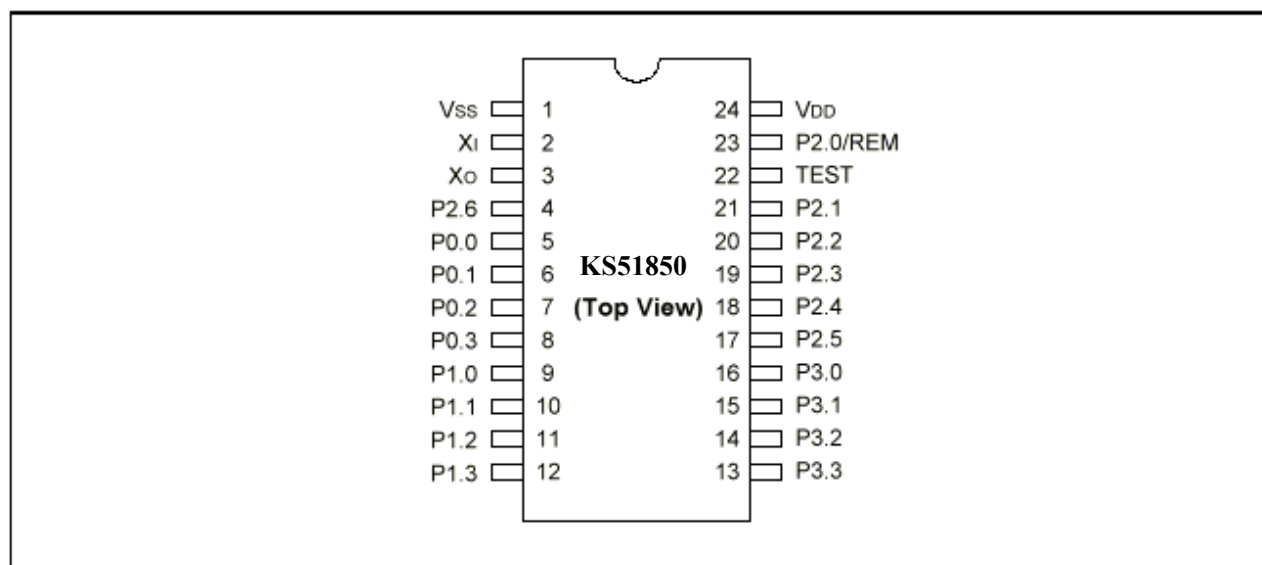 Vss 1 24 VDD
XI 2 23 P2.0/REM
XO 3 22 TEST
P2.6 4 21 P2.1
P0.0 5 20 P2.2
P0.1 6 KS51850 19 P2.3
P0.2 7 (Top View) 18 P2.4
P0.3 8 17 P2.5
P1.0 9 16 P3.0
P1.1 10 15 P3.1
P1.2 11 14 P3.2
P1.3 12 13 P3.3